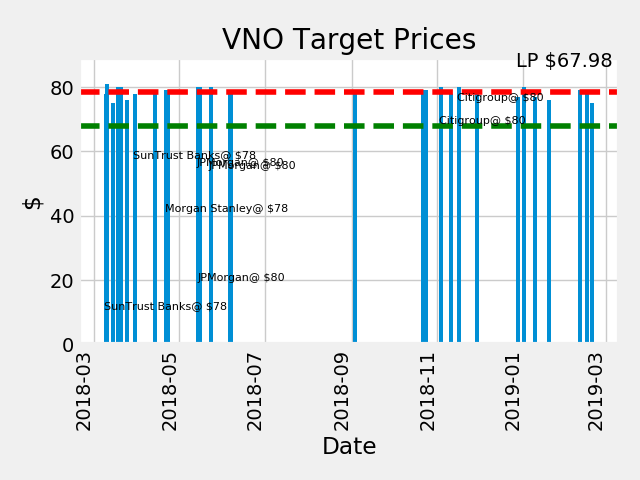 VNO Target Prices
LP $67.98
80
60
40
20
0
$
Citigroup@ $80
Citigroup@ $80
SunTrust Banks@ $78
JPMorgan@ $80
JPMorgan@ $80
Morgan Stanley@ $78
JPMorgan@ $80
SunTrust Banks@ $78
2018-03
2018-05
2018-07
2018-09
2018-11
2019-01
2019-03
Date